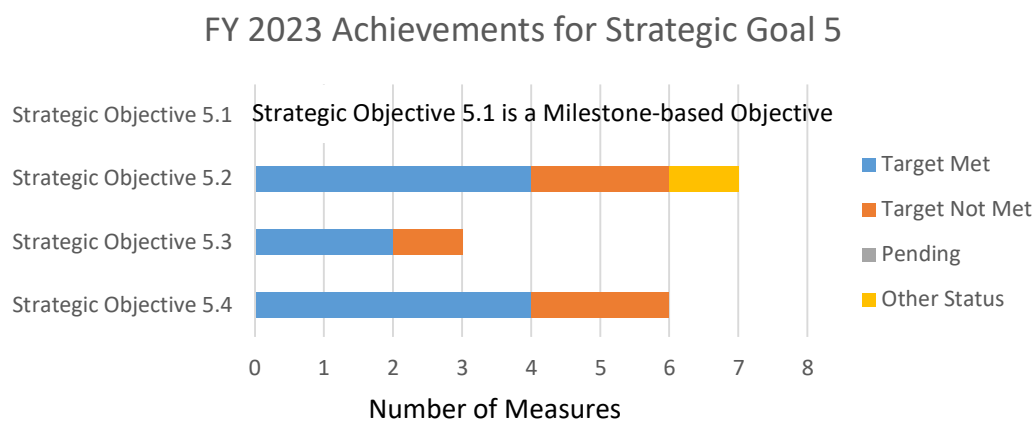 FY 2023 Achievements for Strategic Goal 5
Strategic Objective 5.1
Strategic Objective 5.1 is a Milestone-based Objective
Strategic Objective 5.2
Strategic Objective 5.3
Strategic Objective 5.4
0 1 2 3 4 5 6 7 8
Number of Measures
Target Met
Target Not Met
Pending
Other Status